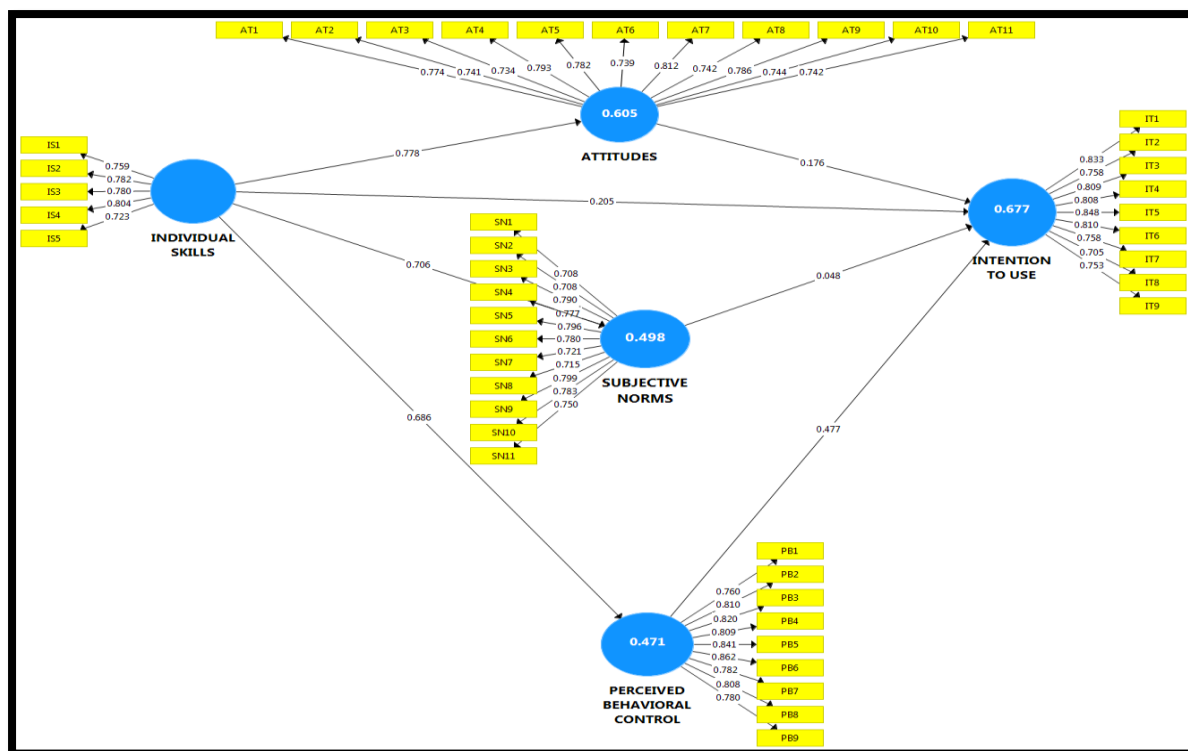 AT1 AT2 AT3 AT4 AT5 AT6 AT7 AT8 AT9 AT10 AT11
0.774 0.741 0.734 0.793 0.782 0.739 0.812 0.742 0.786 0.744 0.742
0.605
ATTITUDES
IS1
IS2
IS3
IS4
IS5
0.759
0.782
0.780
0.804
0.723
INDIVIDUAL
SKILLS
0.778
0.176
0.205
0.706
0.048
0.686
0.477
IT1
IT2
IT3
IT4
IT5
IT6
IT7
IT8
IT9
0.833
0.758
0.809
0.808
0.848
0.810
0.758
0.705
0.753
0.677
INTENTION
TO USE
SN1
SN2
SN3
SN4
SN5
SN6
SN7
SN8
SN9
SN10
SN11
0.708
0.708
0.790
0.777
0.796
0.780
0.721
0.715
0.799
0.783
0.750
0.498
SUBJECTIVE
NORMS
PB1
PB2
PB3
PB4
PB5
PB6
PB7
PB8
PB9
0.760
0.810
0.820
0.809
0.841
0.862
0.782
0.808
0.780
0.471
PERCEIVED
BEHAVIORAL
CONTROL